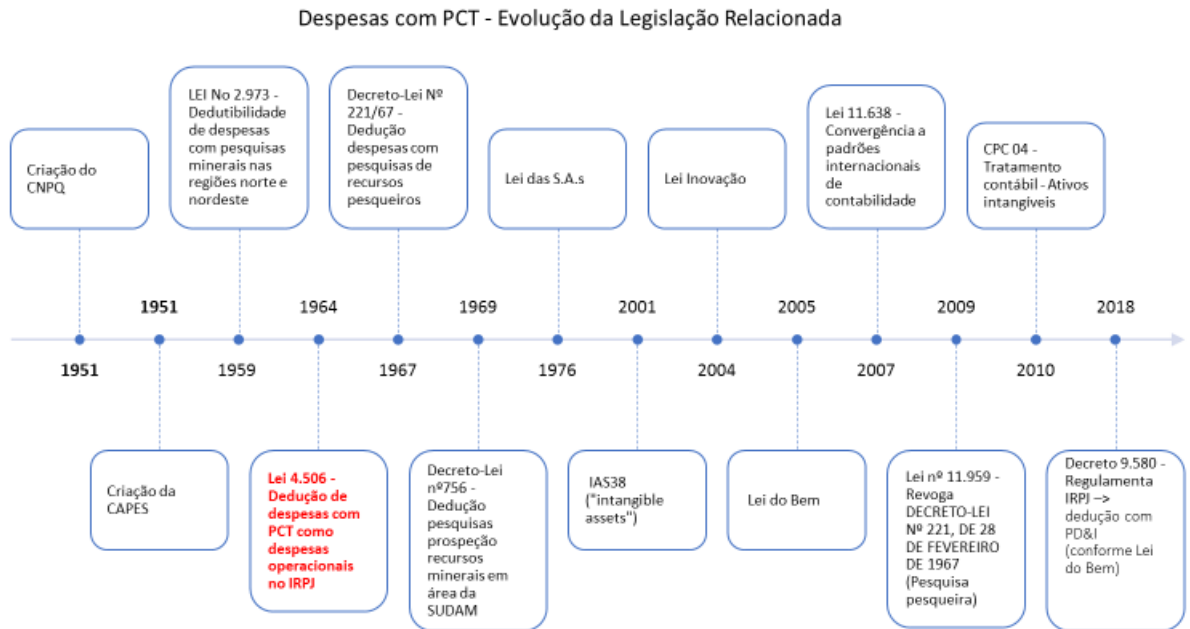 Despesas com PCT - Evolução da Legislação Relacionada
Criação do
CNPQ
LEI No 2.973 -
Dedutibilidade
de despesas
com pesquisas
minerais nas
regiões norte e
nordeste
Decreto-Lei Nº
221/67 -
Dedução
despesas com
pesquisas de
recursos
pesqueiros
Lei das S.A.s
Lei Inovação
Lei 11.638 -
Convergência a
padrões
internacionais
de
contabilidade
CPC 04 -
Tratamento
contábil - Ativos
intangíveis
1951
1964
1969
2001
2005
2009
2018
1951
1959
1967
1976
2004
2007
2010
Criação da
CAPES
Lei 4.506 -
Dedução de
despesas com
PCT como
despesas
operacionais
no IRPJ
Decreto-Lei
nº756 -
Dedução
pesquisas
prospeção
recursos
minerais em
área da
SUDAM
IAS38
("intangible
assets")
Lei do Bem
Lei nº 11.959 -
Revoga
DECRETO-LEI
Nº 221, DE 28
DE FEVEREIRO
DE 1967
(Pesquisa
pesqueira)
Decreto 9.580 -
Regulamenta
IRPJ –>
dedução com
PD&I
(conforme Lei
do Bem)